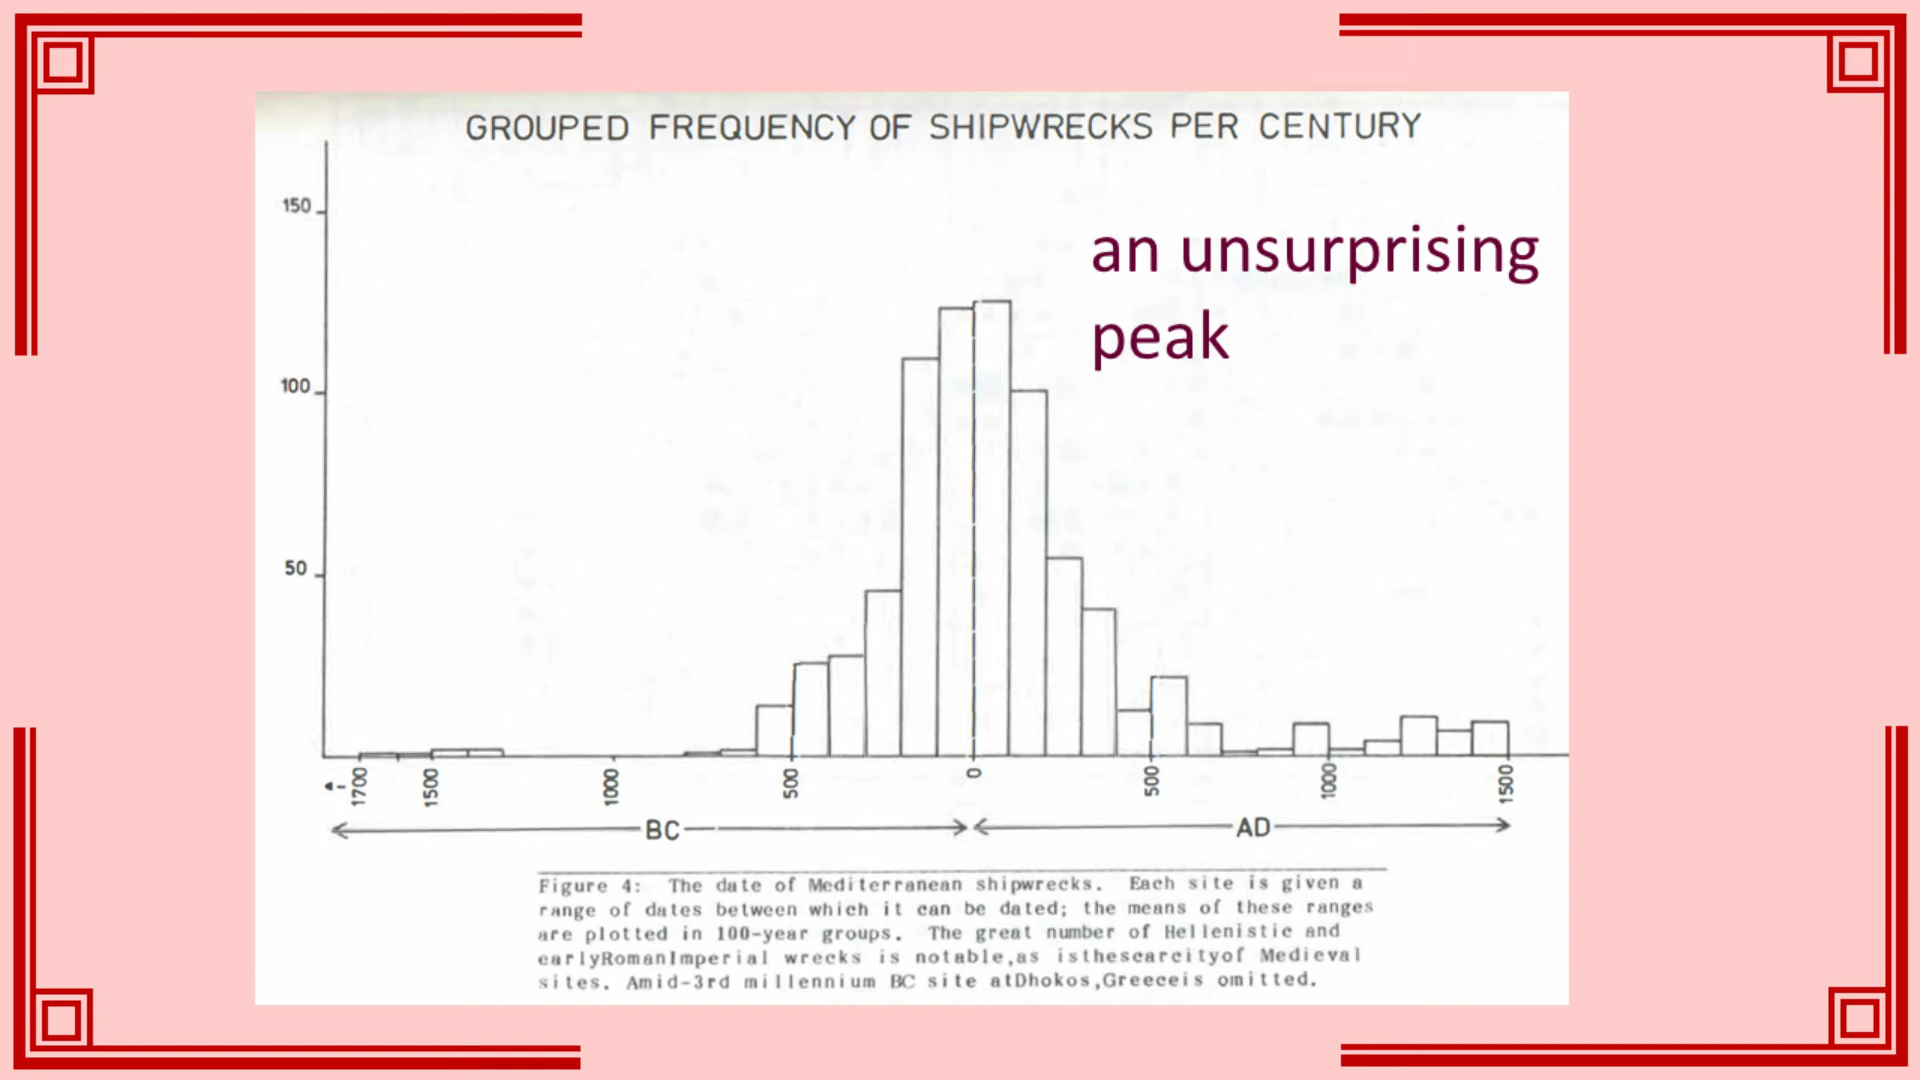 GROUPED FREQUENCY OF SHIPWRECKS PER CENTURY
150
an unsurprising
peak
100
50
1700
1500
1000
500
0
500
1000
1500
BC
AD
Figure 4: The date of Mediterranean shipwrecks. Each site is given a
range of dates between which it can be dated; the means of these ranges
are plotted in 100-year groups. The great number of Hellenistic and
earlyRomanImperial wrecks is notable,as isthescarcityof Medieval
sites. Amid-3rd millennium BC site atDhokos,Greeceis omitted.